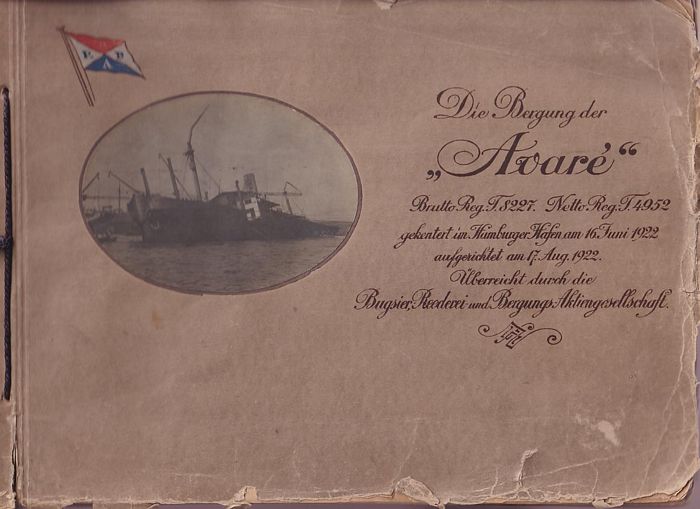 Die Bergung der
„Avaré“
Brutto.Reg.T.8227. Netto.Reg.T.4952
gekentert im Hamburger Hafen am 16. Juni 1922
aufgerichtet am 17. Aug. 1922.
Überreicht durch die
Bugsier, Reederei- und Bergungs-Aktiengesellschaft.